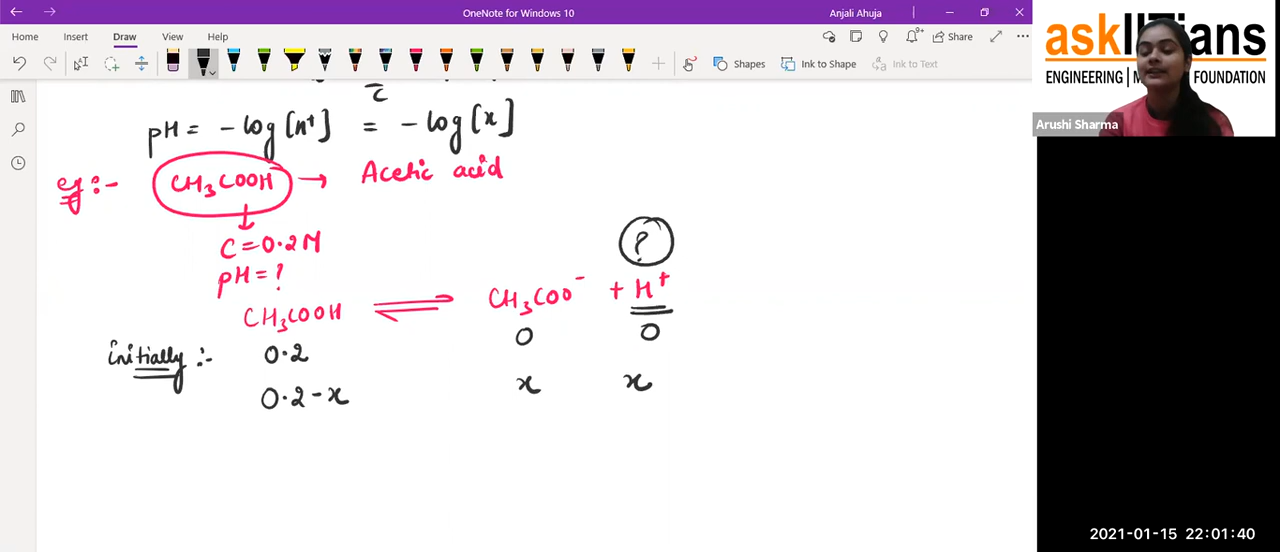 OneNote for Windows 10
Anjali Ahuja
Home Insert Draw View Help
9+ Share
Shapes Ink to Shape Ink to Text
askIITians
ENGINEERING | FOUNDATION
Arushi Sharma
pH = - log [H+] = - log [x]
eg:- CH3COOH → Acetic acid
C = 0.2M
pH = ?
?
CH3COOH ⇌ CH3COO- + H+
initially :- 0.2 0 0
0.2 - x x x
2021-01-15 22:01:40